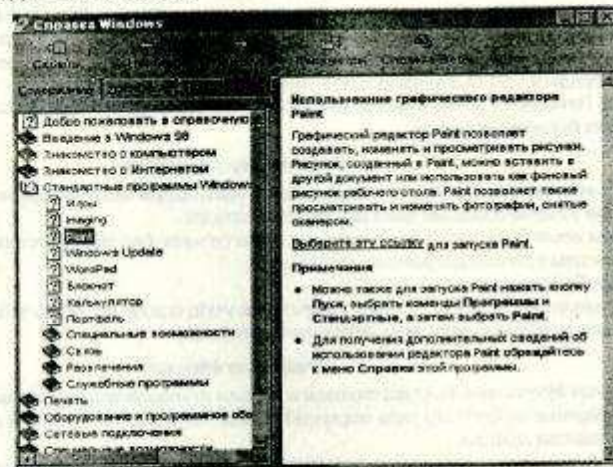 Справка Windows
Скрыть
Параметры
Содержание
Добро пожаловать в справочную
Введение в Windows 98
Знакомство с компьютером
Знакомство с Интернетом
Стандартные программы Windows
Игры
Imaging
Paint
Windows Update
WordPad
Блокнот
Калькулятор
Портфель
Специальные возможности
Связь
Развлечения
Служебные программы
Печать
Оборудование и программное обе
Сетевые подключения
Специальные возможности
Использование графического редактора
Paint
Графический редактор Paint позволяет
создавать, изменять и просматривать рисунки.
Рисунок, созданный в Paint, можно вставить в
другой документ или использовать как фоновый
рисунок рабочего стола. Paint позволяет также
просматривать и изменять фотографии, снятые
сканером.
Выберите эту ссылку для запуска Paint.
Примечания
• Можно также для запуска Paint нажать кнопку
Пуск, выбрать команды Программы и
Стандартные, а затем выбрать Paint.
• Для получения дополнительных сведений об
использовании редактора Paint обращайтесь
к меню Справка этой программы.